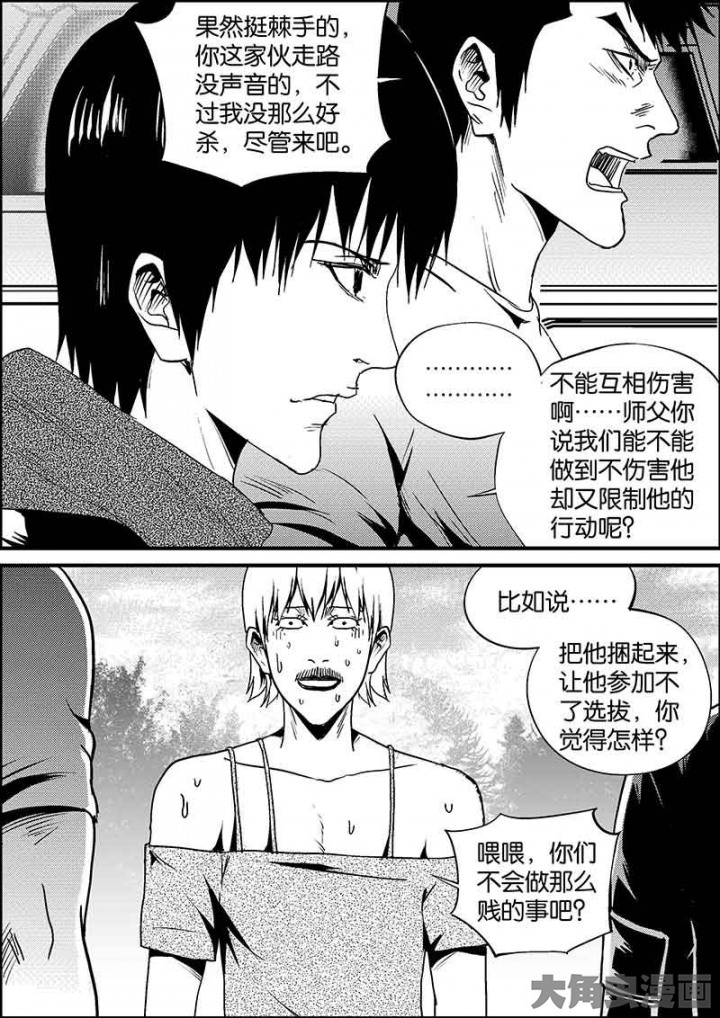 果然挺棘手的，
你这家伙走路
没声音的，不
过我没那么好
杀，尽管来吧。
…………
…………
不能互相伤害
啊……师父你
说我们能不能
做到不伤害他
却又限制他的
行动呢？
比如说……
把他捆起来，
让他参加不
了选拔，你
觉得怎样？
喂喂，你们
不会做那么
贱的事吧？
大角虫漫画